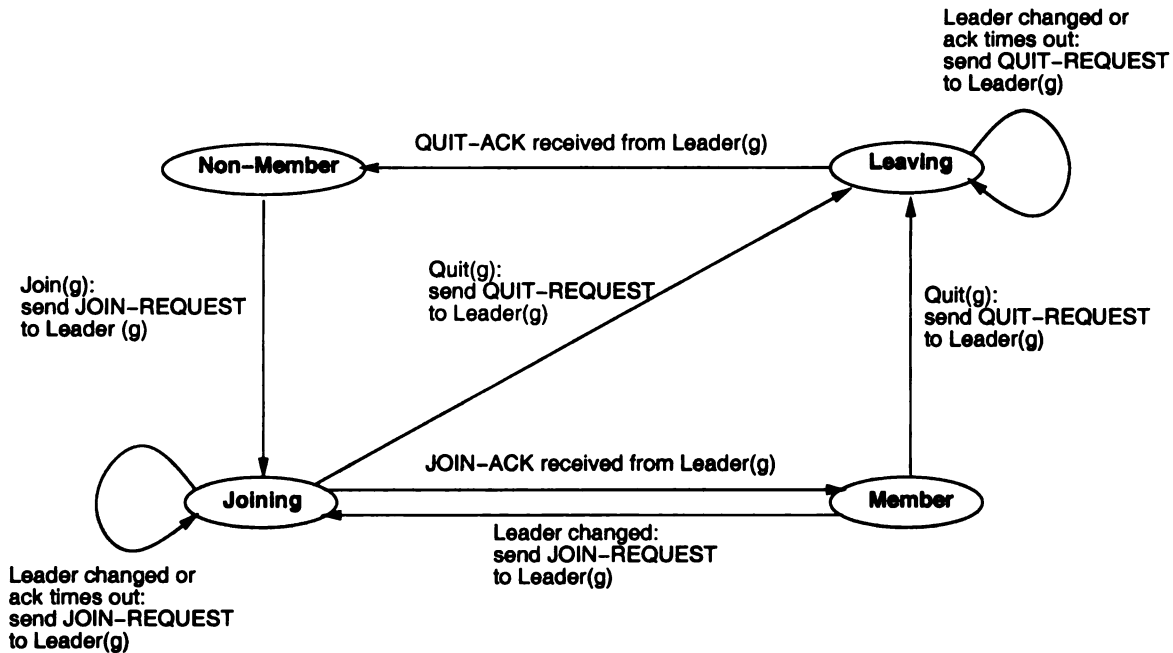 Leader changed or
ack times out:
send QUIT–REQUEST
to Leader(g)
QUIT–ACK received from Leader(g)
Non–Member
Leaving
Join(g):
send JOIN–REQUEST
to Leader (g)
Quit(g):
send QUIT–REQUEST
to Leader(g)
Quit(g):
send QUIT–REQUEST
to Leader(g)
JOIN–ACK received from Leader(g)
Joining
Member
Leader changed:
send JOIN–REQUEST
to Leader(g)
Leader changed or
ack times out:
send JOIN–REQUEST
to Leader(g)